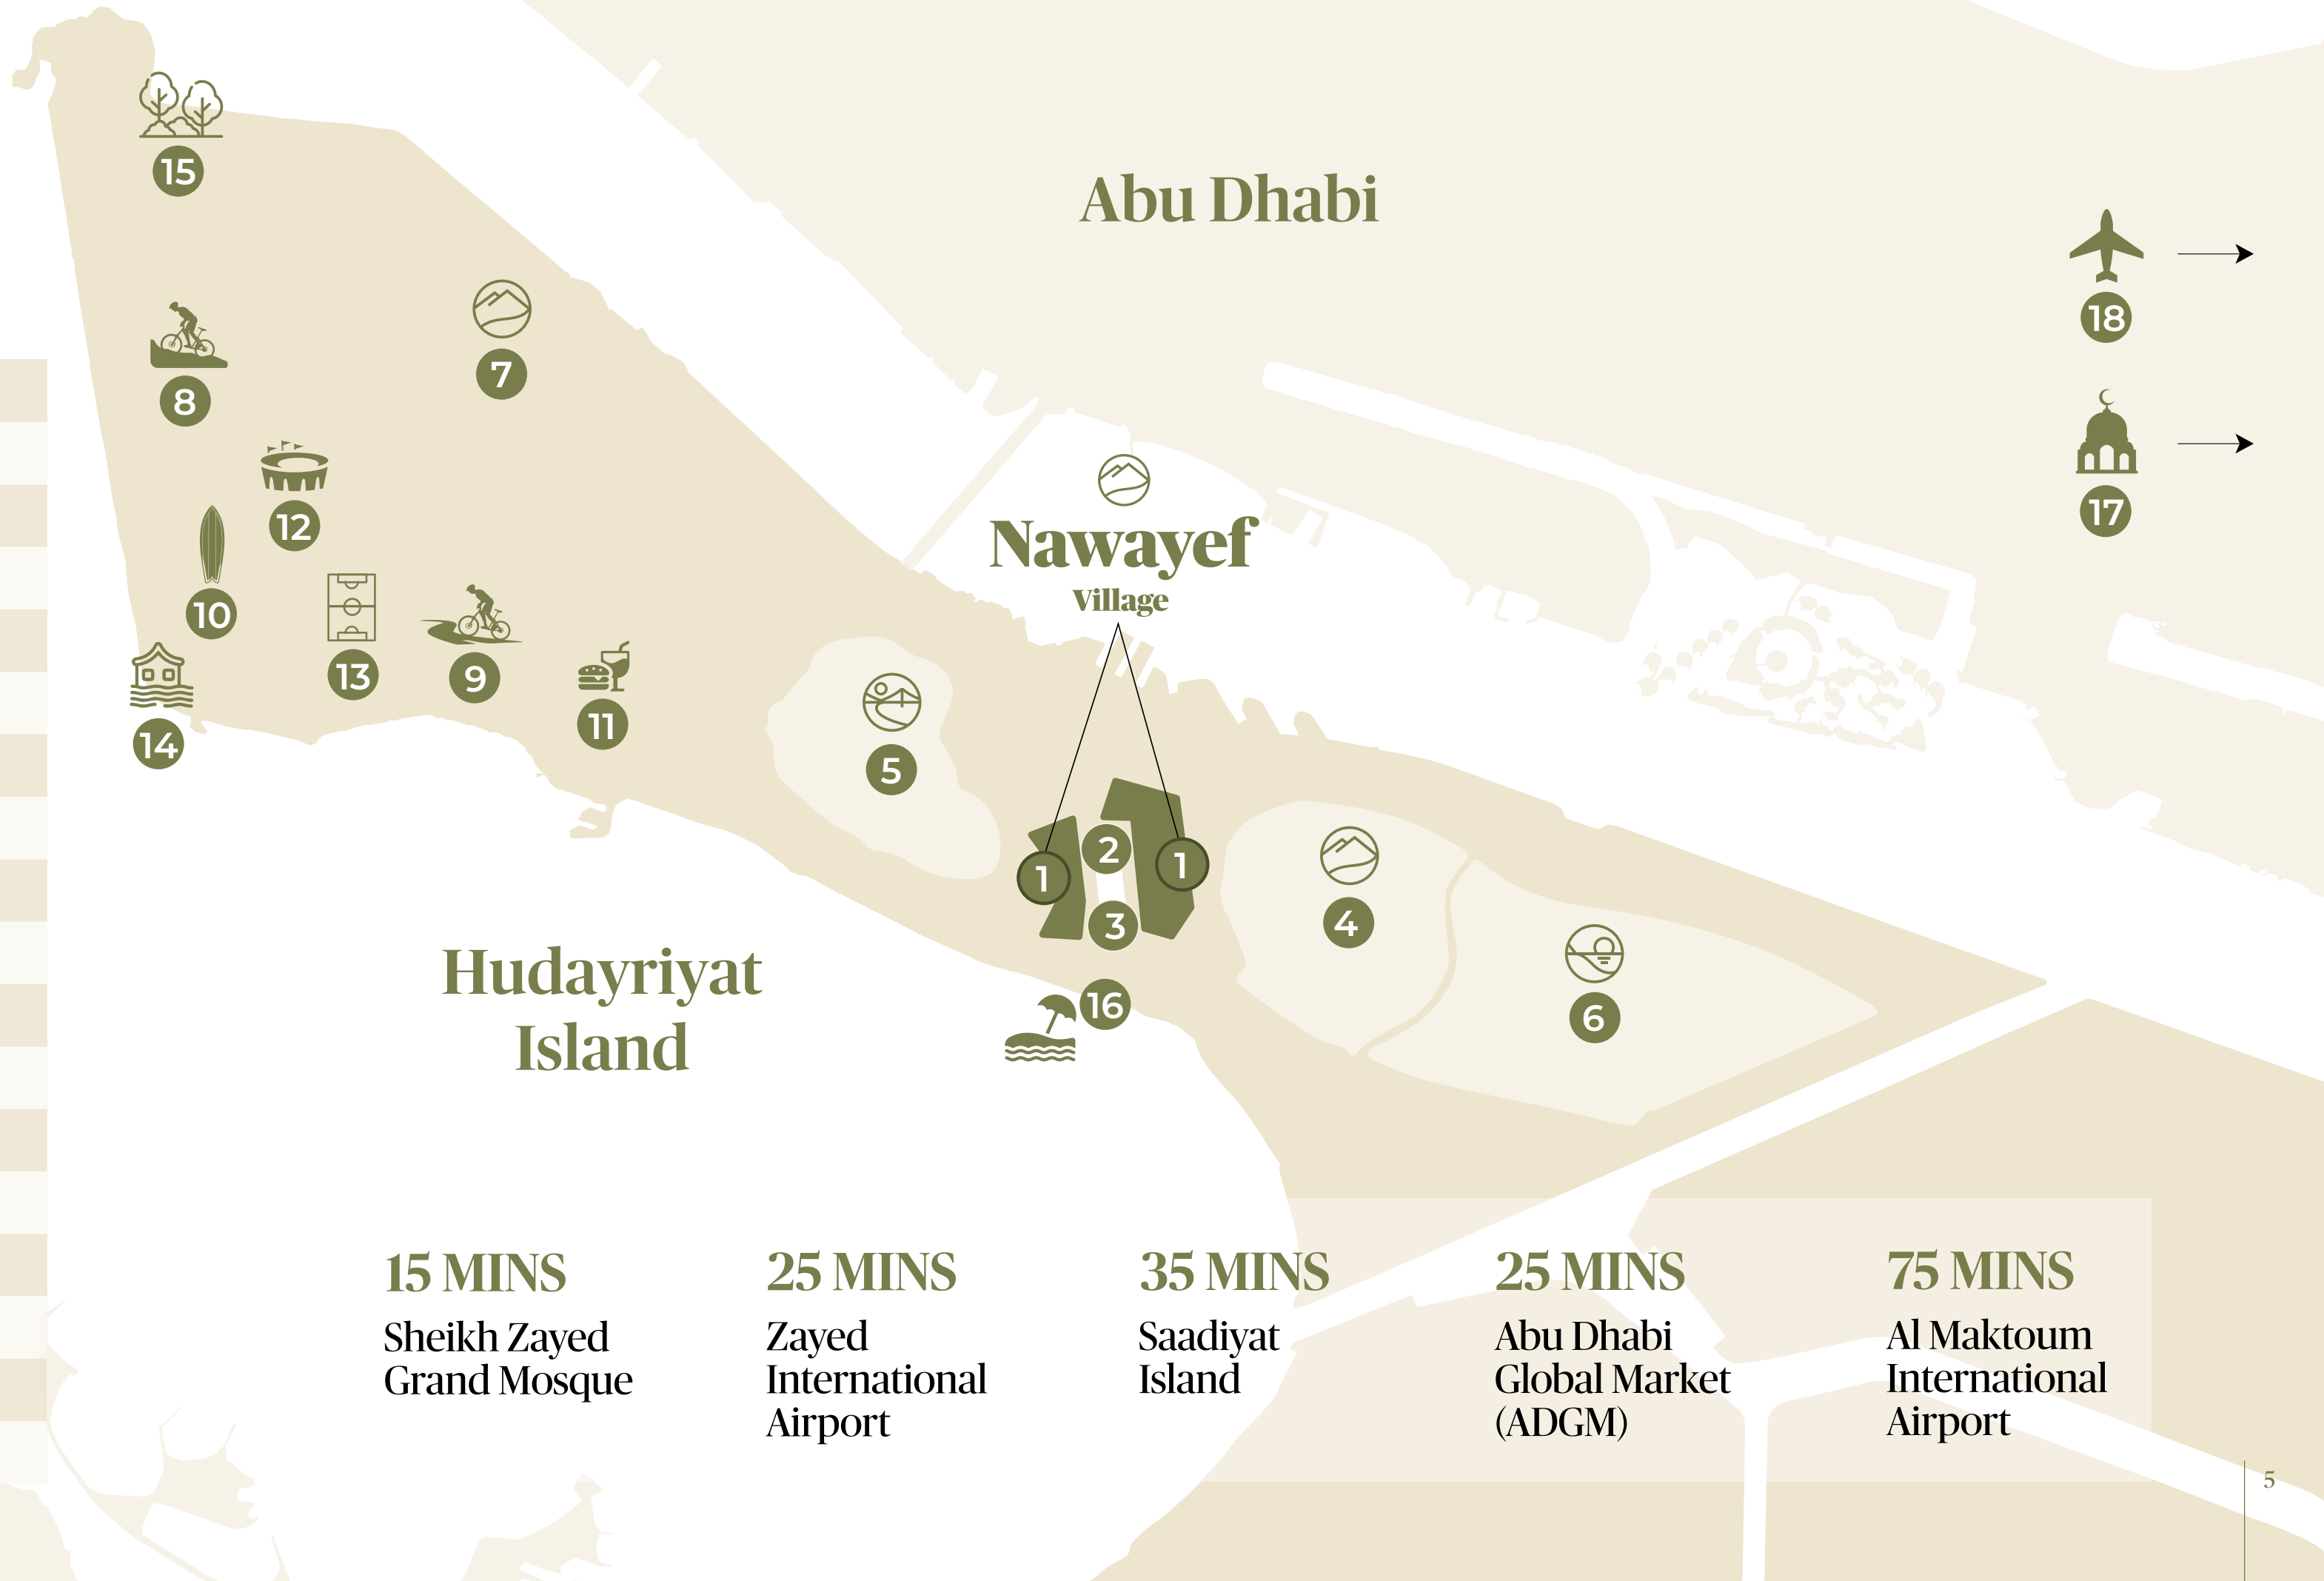 15
Abu Dhabi
18
7
8
17
12
Nawayef
Village
10
13
9
11
14
5
1
2
1
3
4
16
6
Hudayriyat
Island
15 MINS
Sheikh Zayed
Grand Mosque
25 MINS
Zayed
International
Airport
35 MINS
Saadiyat
Island
25 MINS
Abu Dhabi
Global Market
(ADGM)
75 MINS
Al Maktoum
International
Airport
5